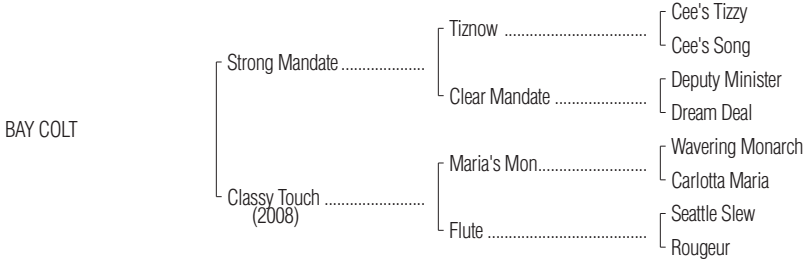 Cee's Tizzy
Tiznow ..................................
Cee's Song
Strong Mandate ....................
Deputy Minister
Clear Mandate ......................
Dream Deal
BAY COLT
Wavering Monarch
Maria's Mon..........................
Carlotta Maria
Classy Touch ........................
(2008)
Seattle Slew
Flute ......................................
Rougeur